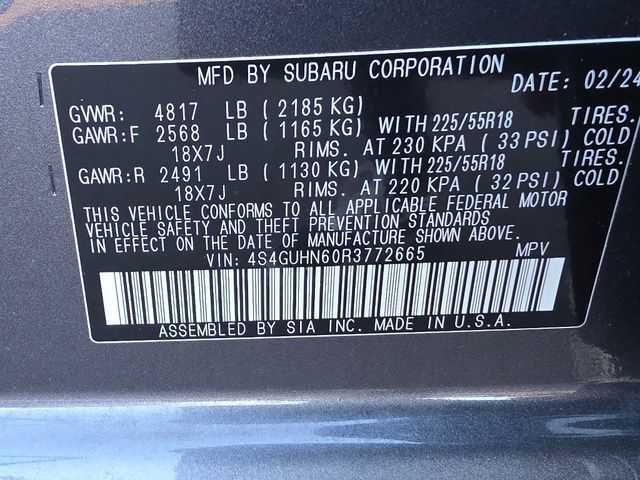 MFD BY SUBARU CORPORATION DATE: 02/24
GVWR: 4817 LB (2185 KG)
GAWR:F 2568 LB (1165 KG) WITH 225/55R18 TIRES,
18X7J RIMS. AT 230 KPA (33 PSI) COLD
GAWR:R 2491 LB (1130 KG) WITH 225/55R18 TIRES.
18X7J RIMS. AT 220 KPA (32 PSI) COLD
THIS VEHICLE CONFORMS TO ALL APPLICABLE FEDERAL MOTOR
VEHICLE SAFETY AND THEFT PREVENTION STANDARDS
IN EFFECT ON THE DATE OF MANUFACTURE SHOWN ABOVE.
VIN: 4S4GUHN60R3772665 MPV
ASSEMBLED BY SIA INC. MADE IN U.S.A.